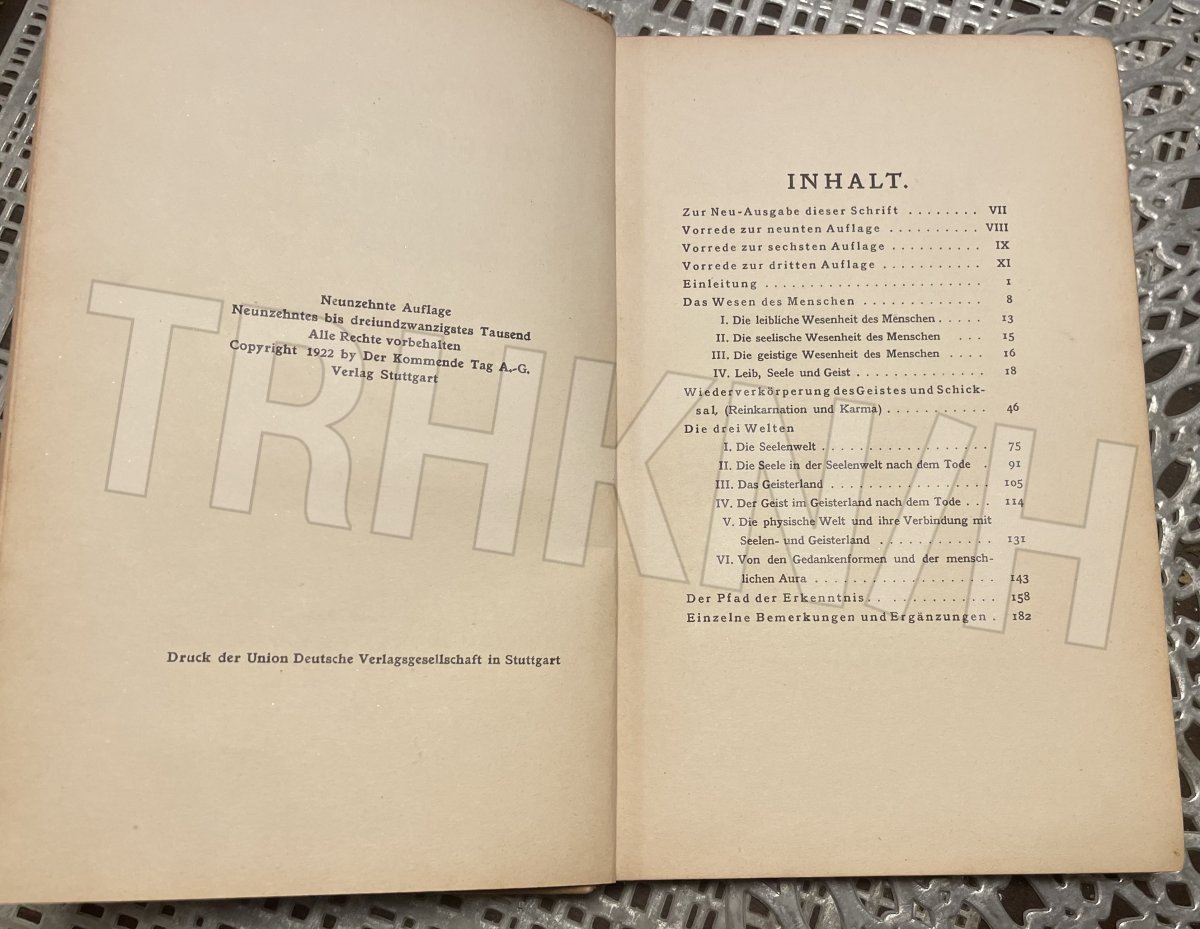 Neunzehnte Auflage
Neunzehntes bis dreiundzwanzigstes Tausend
Alle Rechte vorbehalten
Copyright 1922 by Der Kommende Tag A.-G.
Verlag Stuttgart
Druck der Union Deutsche Verlagsgesellschaft in Stuttgart
INHALT.
Zur Neu-Ausgabe dieser Schrift ........ VII
Vorrede zur neunten Auflage .......... VIII
Vorrede zur sechsten Auflage .......... IX
Vorrede zur dritten Auflage ........... XI
Einleitung ........................ 1
Das Wesen des Menschen ............. 8
I. Die leibliche Wesenheit des Menschen ..... 13
II. Die seelische Wesenheit des Menschen ... 15
III. Die geistige Wesenheit des Menschen .... 16
IV. Leib, Seele und Geist .............. 18
Wiederverkörperung des Geistes und Schick-
sal, (Reinkarnation und Karma) ........... 46
Die drei Welten
I. Die Seelenwelt ................. 75
II. Die Seele in der Seelenwelt nach dem Tode . 91
III. Das Geisterland ................ 105
IV. Der Geist im Geisterland nach dem Tode ... 114
V. Die physische Welt und ihre Verbindung mit
Seelen- und Geisterland ............ 131
VI. Von den Gedankenformen und der mensch-
lichen Aura ................... 143
Der Pfad der Erkenntnis ............. 158
Einzelne Bemerkungen und Ergänzungen . 182
TRHKN/H